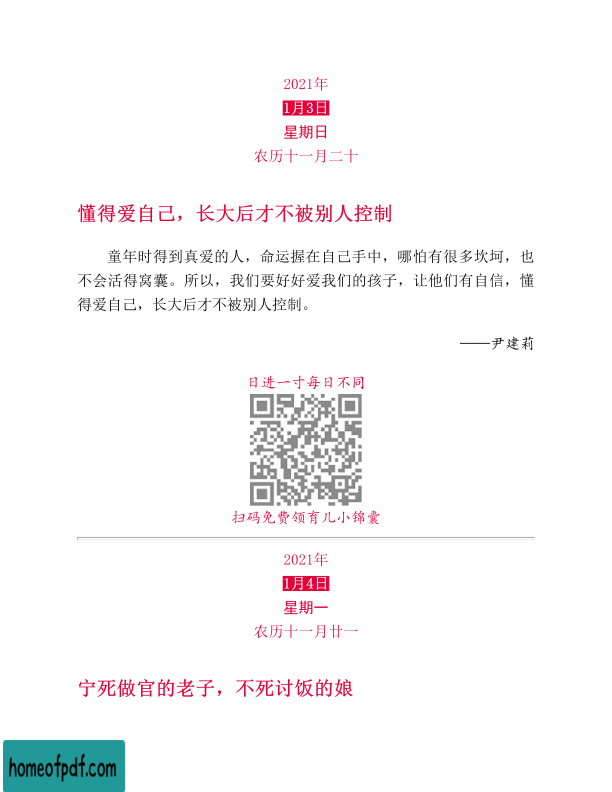 2021年
1月3日
星期日
农历十一月二十
懂得爱自己，长大后才不被别人控制
童年时得到真爱的人，命运握在自己手中，哪怕有很多坎坷，也
不会活得窝囊。所以，我们要好好爱我们的孩子，让他们有自信，懂
得爱自己，长大后才不被别人控制。
——尹建莉
日进一寸每日不同
扫码免费领育儿小锦囊
2021年
1月4日
星期一
农历十一月廿一
宁死做官的老子，不死讨饭的娘
homeofpdf.com